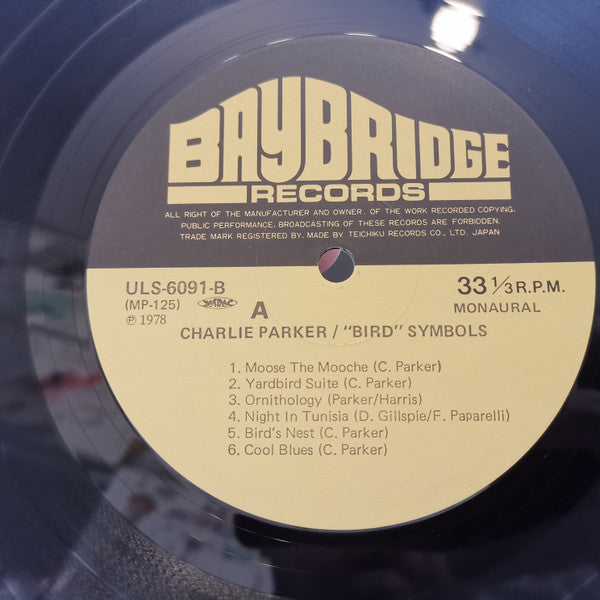 BAYBRIDGE
RECORDS
ALL RIGHT OF THE MANUFACTURER AND OWNER. OF THE WORK RECORDED COPYING.
PUBLIC PERFORMANCE. BROADCASTING OF THESE RECORDS ARE FORBIDDEN.
TRADE MARK REGISTERED BY. MADE BY TEICHIKU RECORDS CO., LTD. JAPAN
ULS-6091-B
(MP-125)
℗ 1978
A
33 1/3 R.P.M.
MONAURAL
CHARLIE PARKER / "BIRD" SYMBOLS
1. Moose The Mooche (C. Parker)
2. Yardbird Suite (C. Parker)
3. Ornithology (Parker/Harris)
4. Night In Tunisia (D. Gillspie/F. Paparelli)
5. Bird's Nest (C. Parker)
6. Cool Blues (C. Parker)